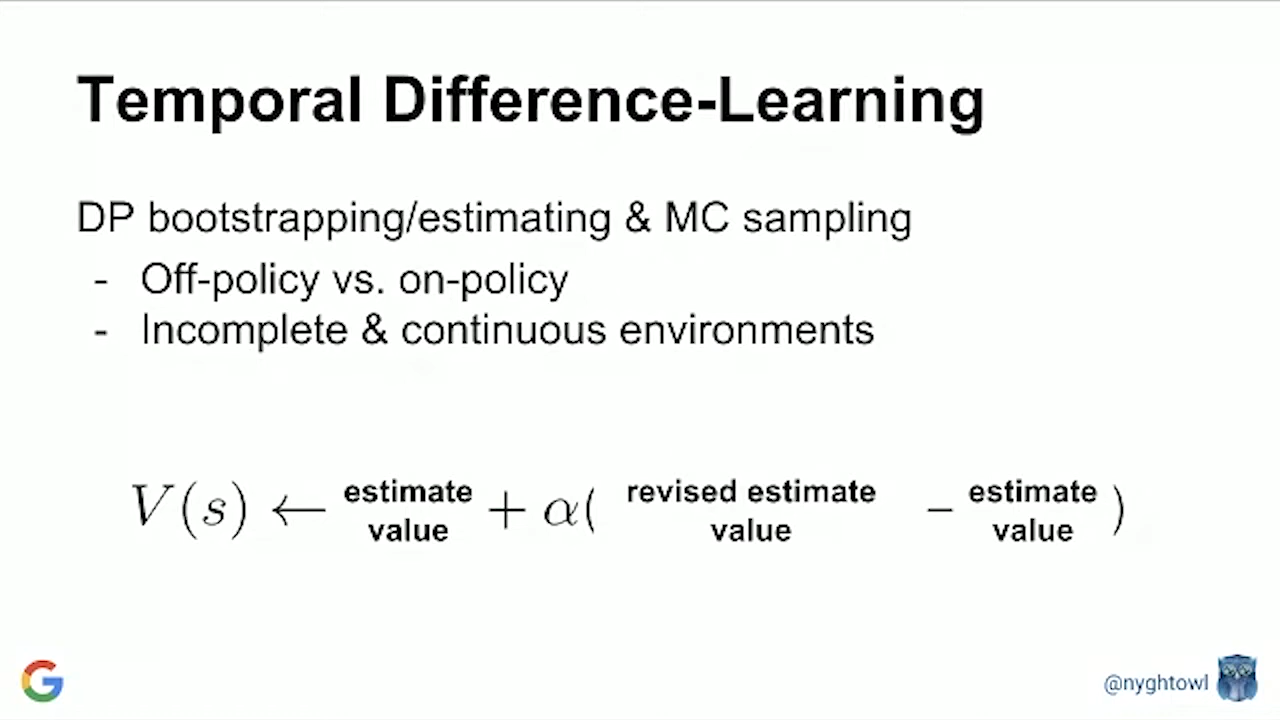 Temporal Difference-Learning
DP bootstrapping/estimating & MC sampling
- Off-policy vs. on-policy
- Incomplete & continuous environments
V(s) ← estimate value + α( revised estimate value − estimate value )
@nyghtowl